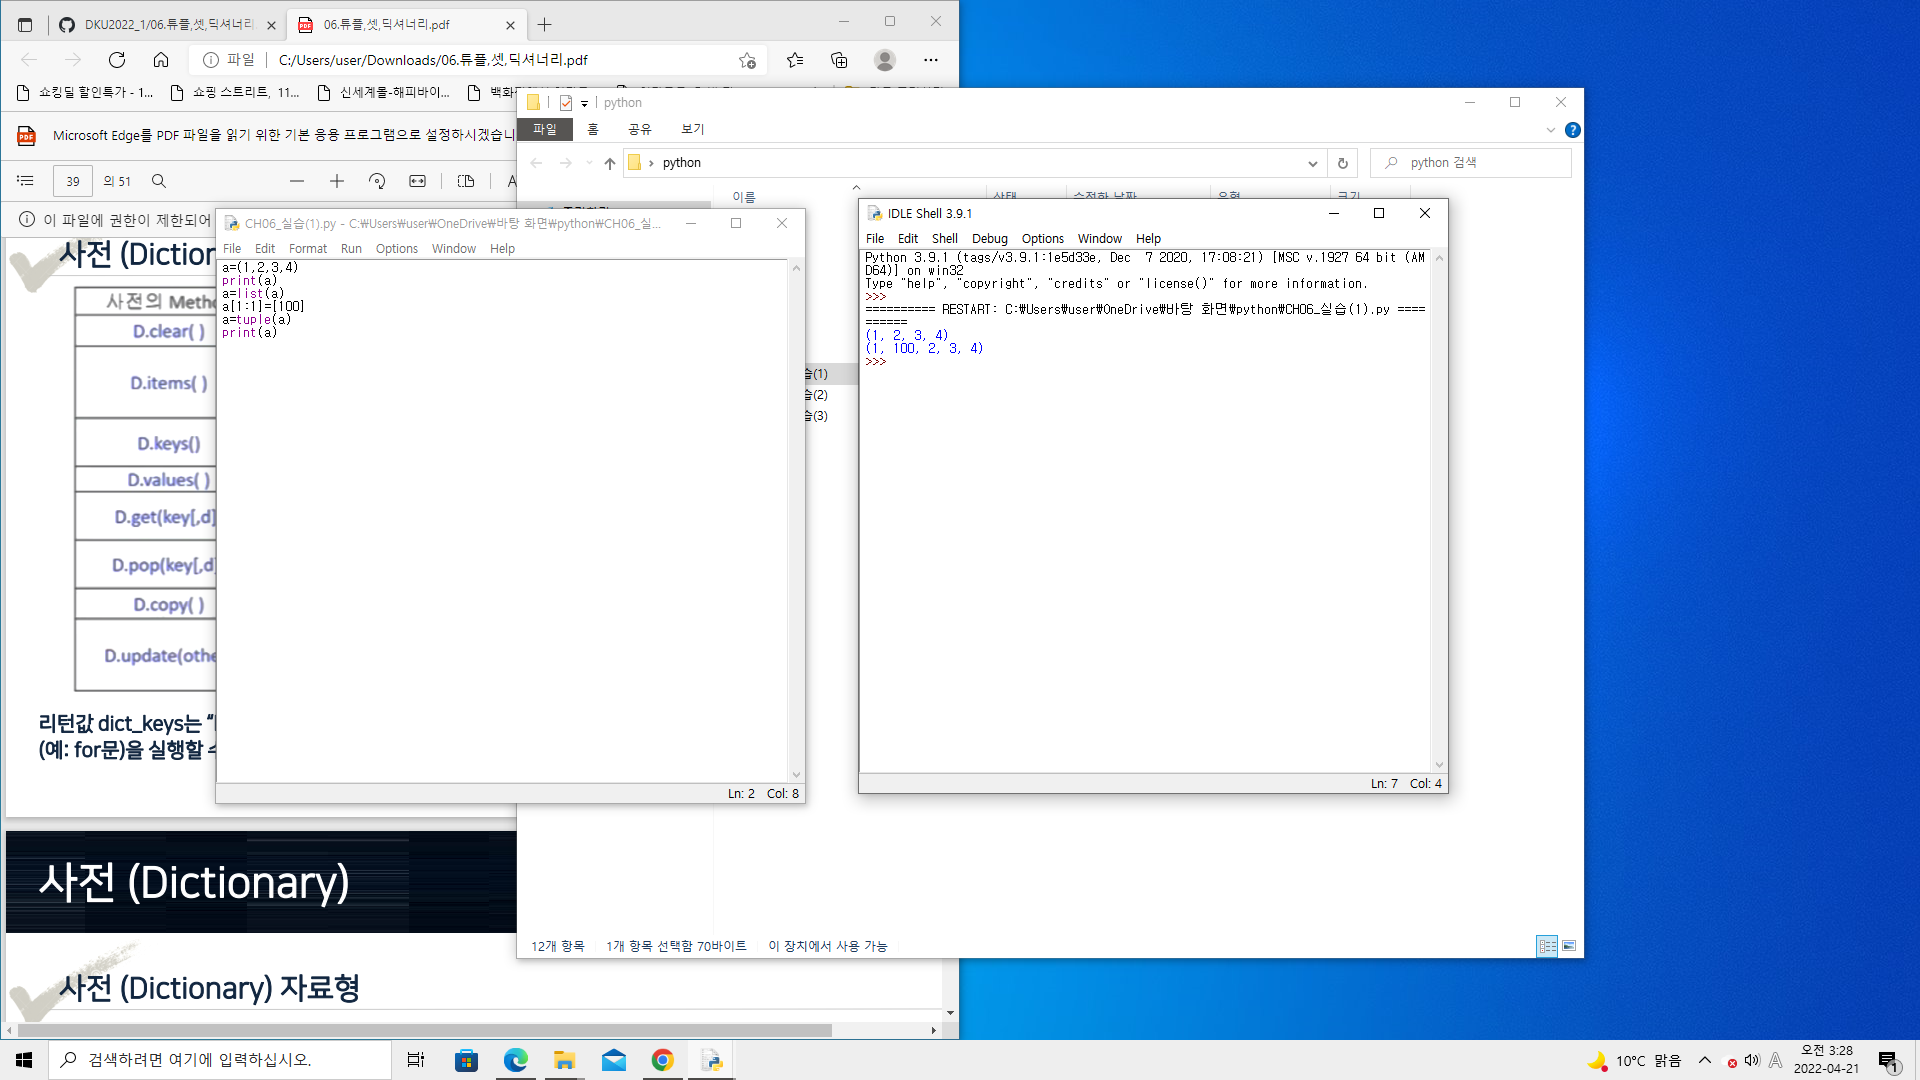 DKU2022_1/06.튜플,셋,딕셔너리.
06.튜플,셋,딕셔너리.pdf
파일
C:/Users/user/Downloads/06.튜플,셋,딕셔너리.pdf
쇼킹딜 할인특가 - 1...
쇼핑 스트리트, 11...
신세계몰-해피바이...
Microsoft Edge를 PDF 파일을 읽기 위한 기본 응용 프로그램으로 설정하시겠습니
39
의 51
이 파일에 권한이 제한되어
사전 (Diction
사전의 Metho
D.clear( )
D.items( )
D.keys()
D.values( )
D.get(key[,d]
D.pop(key[,d]
D.copy( )
D.update(othe
리턴값 dict_keys는 “l
(예: for문)을 실행할 수
사전 (Dictionary)
사전 (Dictionary) 자료형
python
파일
홈
공유
보기
python
python 검색
이름
상태
수정한 날짜
유형
크기
습(1)
습(2)
습(3)
12개 항목
1개 항목 선택함 70바이트
이 장치에서 사용 가능
CH06_실습(1).py - C:₩Users₩user₩OneDrive₩바탕 화면₩python₩CH06_실...
File Edit Format Run Options Window Help
a=(1,2,3,4)
print(a)
a=list(a)
a[1:1]=[100]
a=tuple(a)
print(a)
Ln: 2 Col: 8
IDLE Shell 3.9.1
File Edit Shell Debug Options Window Help
Python 3.9.1 (tags/v3.9.1:1e5d33e, Dec  7 2020, 17:08:21) [MSC v.1927 64 bit (AM
D64)] on win32
Type "help", "copyright", "credits" or "license()" for more information.
>>>
========== RESTART: C:₩Users₩user₩OneDrive₩바탕 화면₩python₩CH06_실습(1).py ====
======
(1, 2, 3, 4)
(1, 100, 2, 3, 4)
>>>
Ln: 7 Col: 4
검색하려면 여기에 입력하십시오.
10°C 맑음
A
오전 3:28
2022-04-21
1